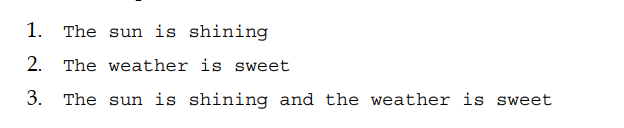 1. The sun is shining
2. The weather is sweet
3. The sun is shining and the weather is sweet